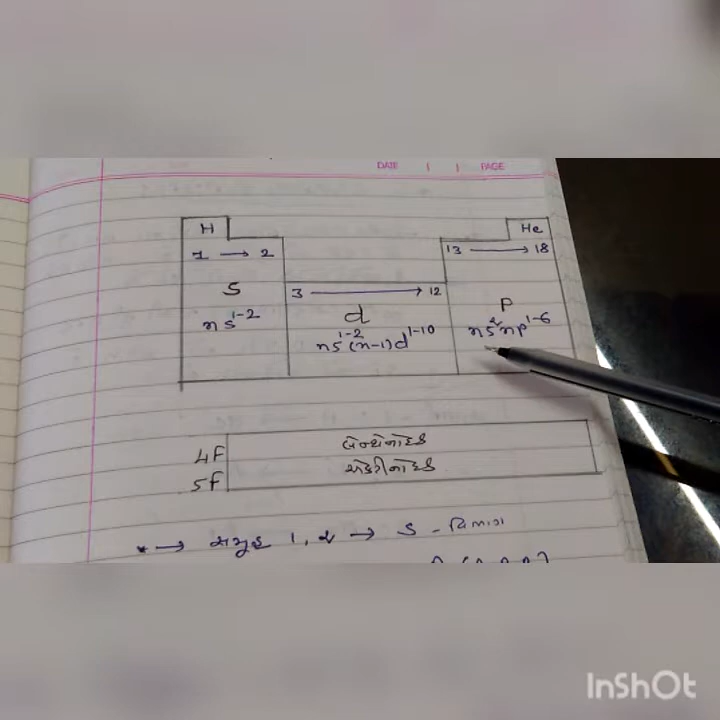 DATE PAGE
H He
1 → 2 13 → 18
S 3 → 12 P
ns¹⁻² d ns²np¹⁻⁶
ns¹⁻²(n-1)d¹⁻¹⁰
4F લેન્થેનોઇડ
5f એક્ટીનોઇડ
* → સમૂહ 1, 2 → S - વિભાગ
InShOt